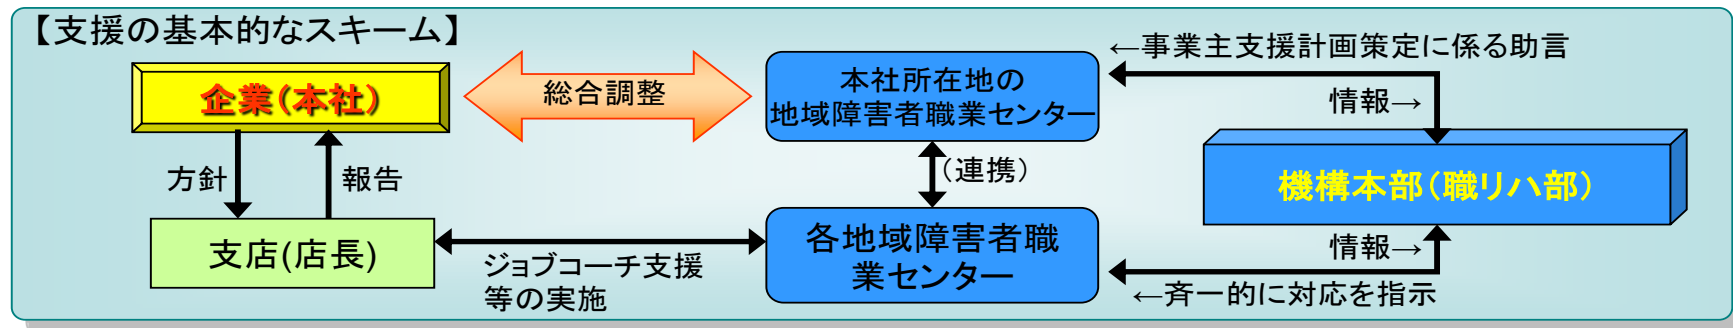 【支援の基本的なスキーム】
企業(本社)
総合調整
本社所在地の
地域障害者職業センター
←事業主支援計画策定に係る助言
情報→
方針
報告
(連携)
機構本部(職リハ部)
支店(店長)
ジョブコーチ支援
等の実施
各地域障害者職
業センター
情報→
←斉一的に対応を指示